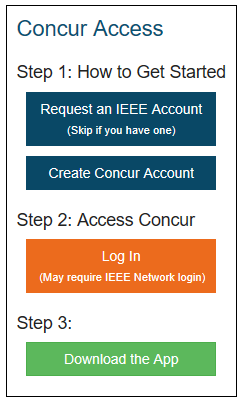 Concur Access
Step 1: How to Get Started
Request an IEEE Account
(Skip if you have one)
Create Concur Account
Step 2: Access Concur
Log In
(May require IEEE Network login)
Step 3:
Download the App